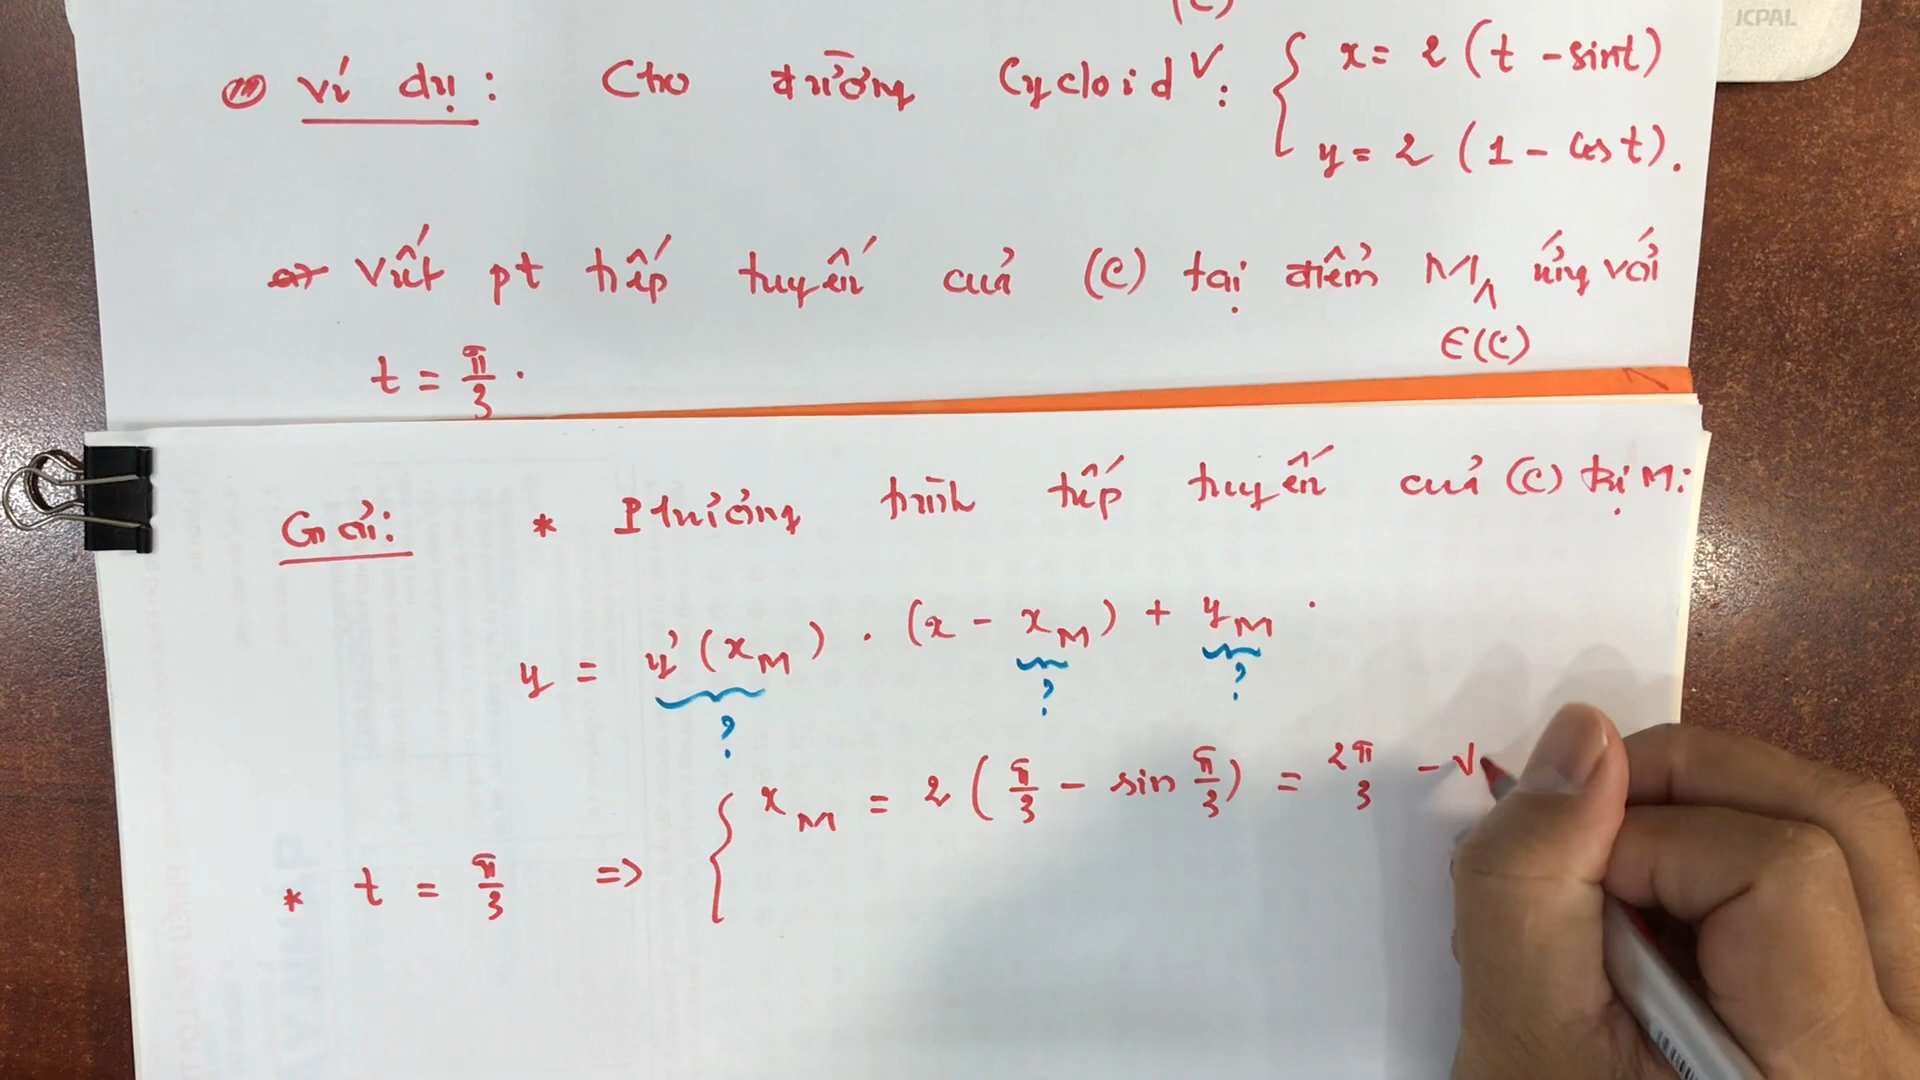 JCPAL
(C)
Ví dụ: Cho đường Cycloid V: { x = 2 (t - sint)
y = 2 (1 - cost).
a) Viết pt tiếp tuyến của (C) tại điểm M ứng với
∈(C)
t = π/3.
Giải: * Phương trình tiếp tuyến của (C) tại M:
y = y'(x_M) . (x - x_M) + y_M .
? ? ?
* t = π/3 => { x_M = 2 (π/3 - sin π/3) = 2π/3 - √